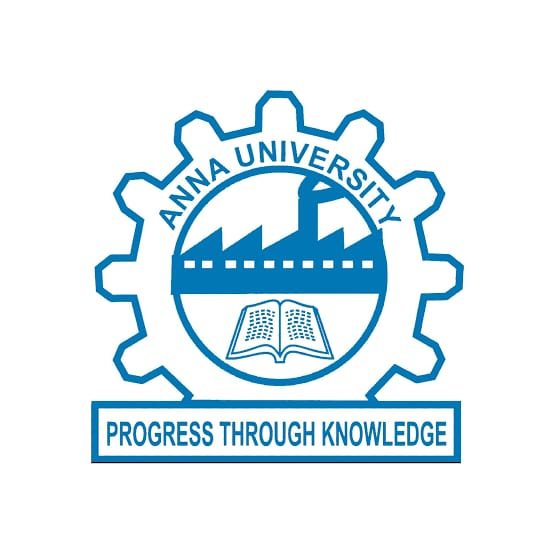 ANNA UNIVERSITY
PROGRESS THROUGH KNOWLEDGE